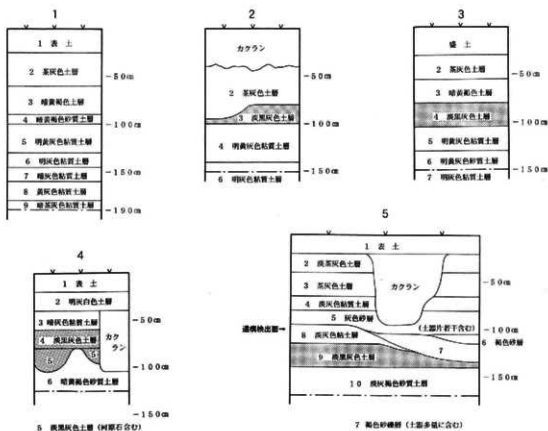 1
1 表土
2 茶灰色土層
-50cm
3 暗黄褐色土層
4 暗黄褐色砂質土層
-100cm
5 明黄灰色粘質土層
6 明灰色粘質土層
-150cm
7 暗灰色粘質土層
8 黄灰色粘質土層
9 暗茶灰色粘質土層
-190cm
2
カクラン
-50cm
2 茶灰色土層
3 淡黒灰色土層
-100cm
4 明黄灰色粘質土層
-150cm
6 明灰色粘質土層
3
盛土
-50cm
2 茶灰色土層
3 暗黄褐色土層
4 淡黒灰色土層
-100cm
5 明黄灰色粘質土層
6 明黄灰色砂質土層
-150cm
7 明灰色粘質土層
4
1 表土
2 明灰白色土層
-50cm
3 暗灰色粘質土層
4 淡黒灰色土層
カクラン
5
5
-100cm
6 暗黄褐色砂質土層
-150cm
5 淡黒灰色土層(河原石含む)
5
1 表土
2 淡茶灰色土層
カクラン
3 茶灰色土層
-50cm
4 淡灰色粘質土層
5 灰色砂層
(土器片若干含む)
-100cm
遺構検出面→
6 褐色砂層
8 淡灰色粘土層
7
9 淡黒灰色土層
-150cm
10 淡灰褐色砂質土層
7 褐色砂礫層(土器多量に含む)